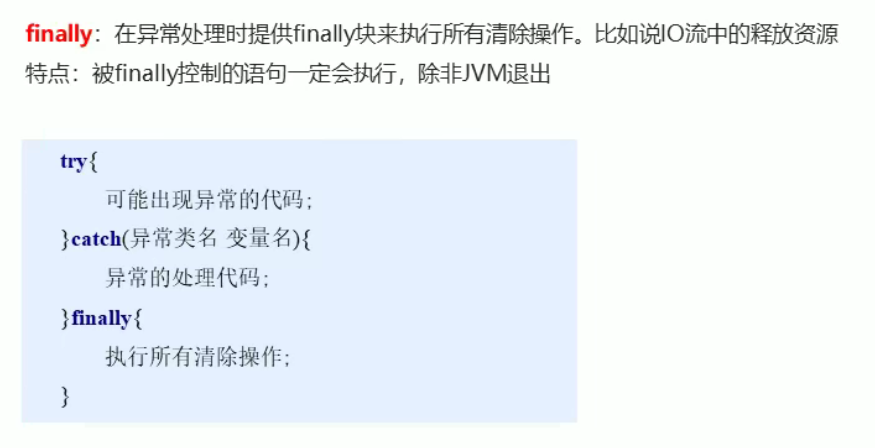 finally：在异常处理时提供finally块来执行所有清除操作。比如说IO流中的释放资源
特点：被finally控制的语句一定会执行，除非JVM退出
try{
可能出现异常的代码;
}catch(异常类名 变量名){
异常的处理代码;
}finally{
执行所有清除操作;
}